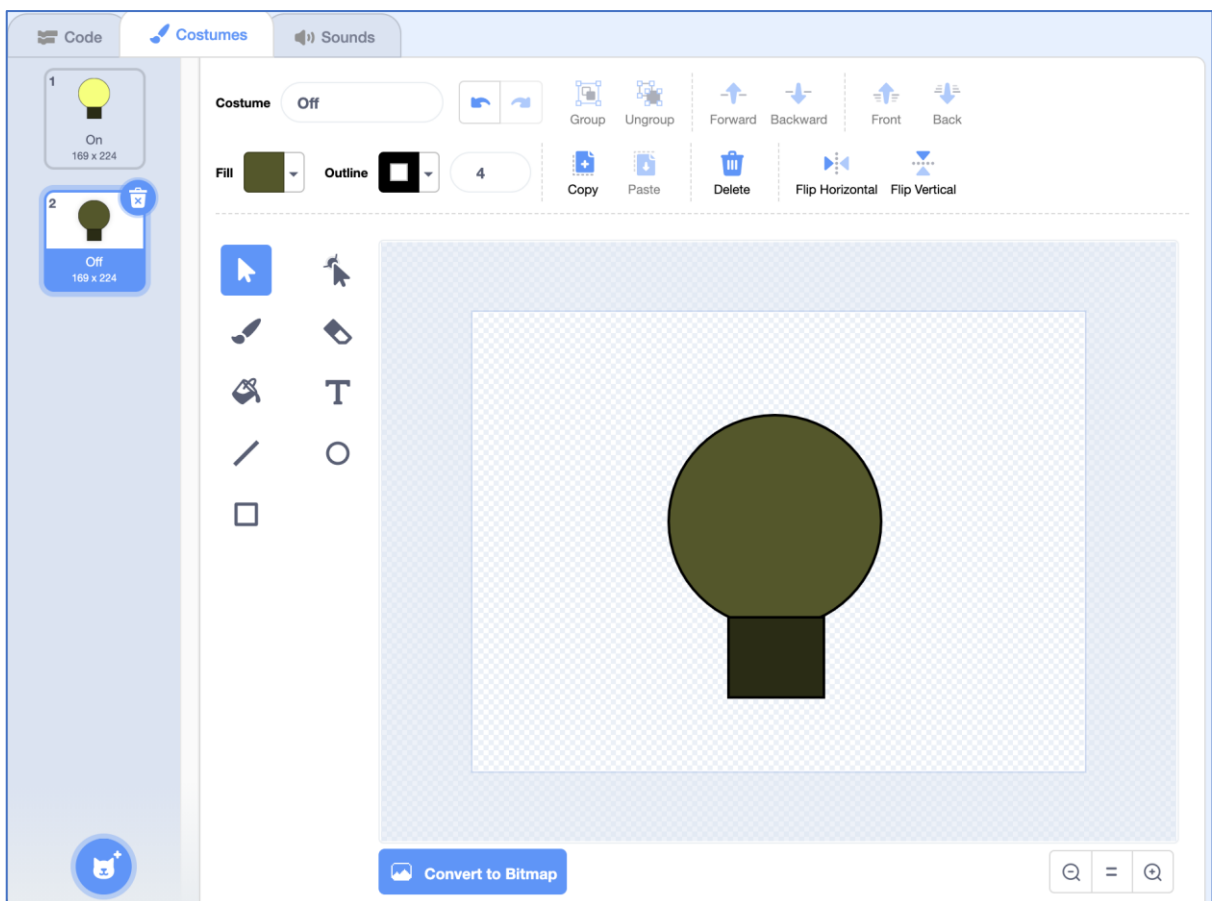 Code Costumes Sounds
1
On
169 x 224
2
Off
169 x 224
Costume Off
Group Ungroup Forward Backward Front Back
Fill Outline 4
Copy Paste Delete Flip Horizontal Flip Vertical
T
Convert to Bitmap